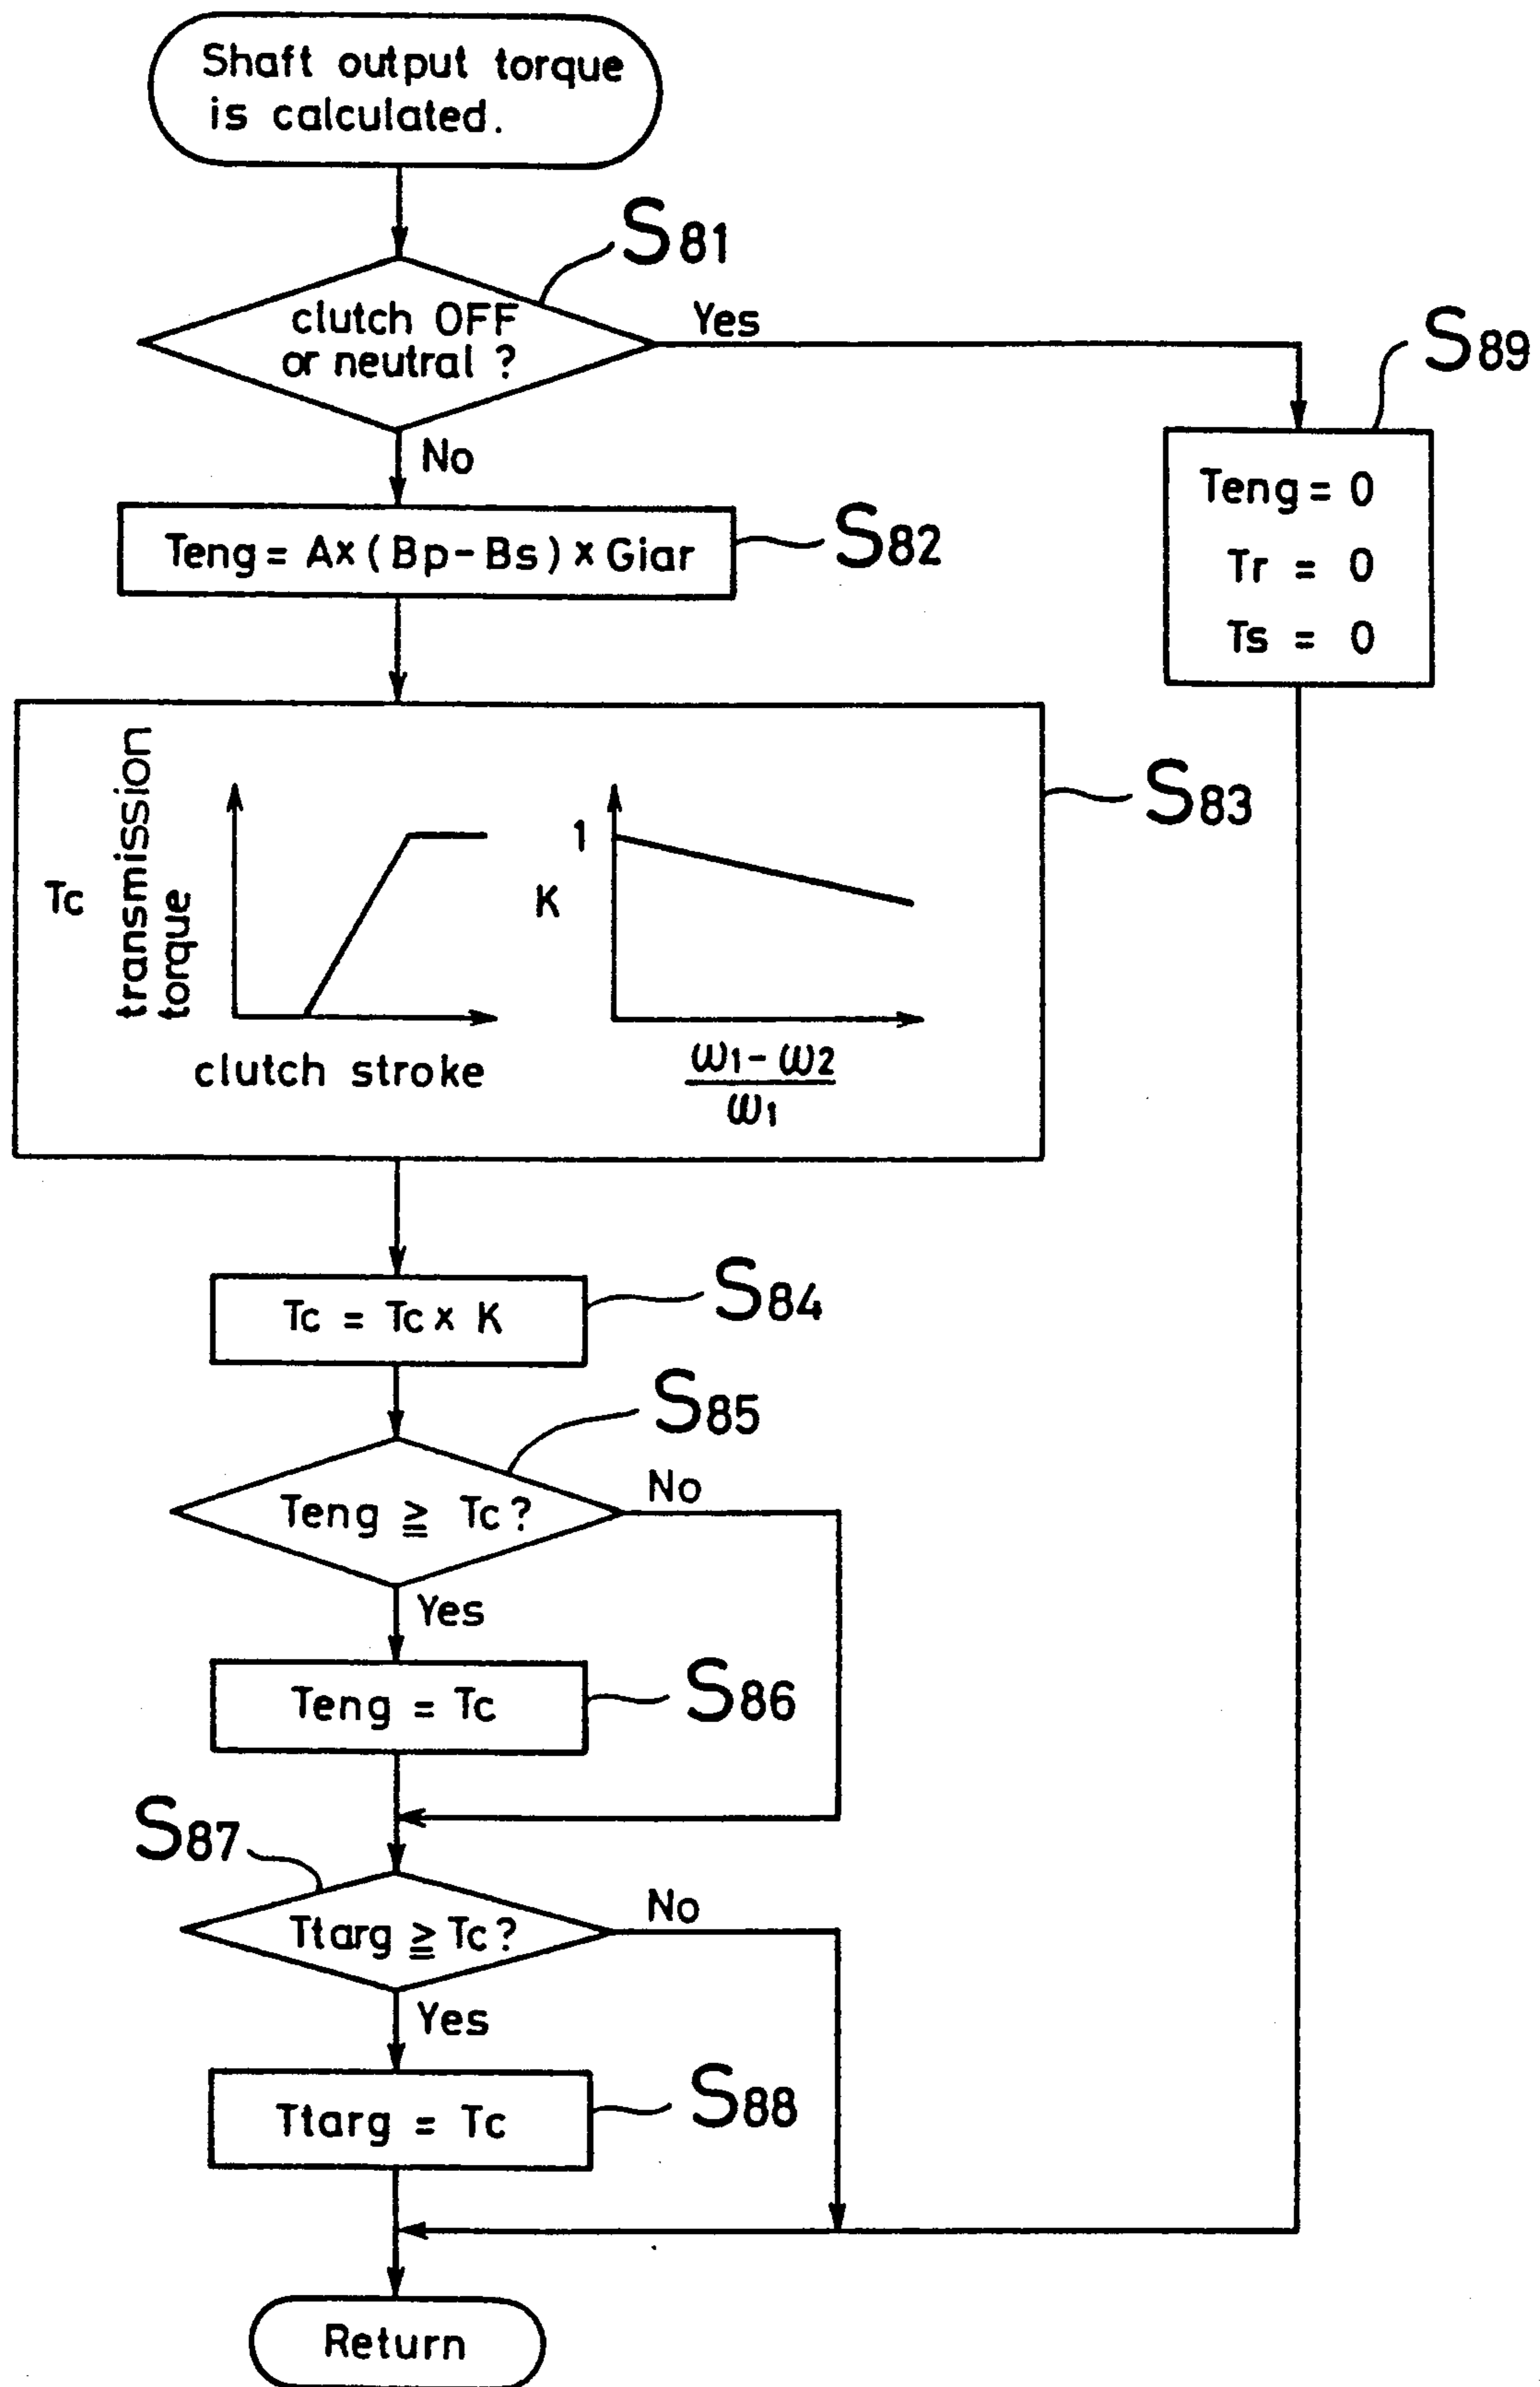 Shaft output torque
is calculated.
S81
clutch OFF
or neutral ?
Yes
No
S89
Teng = 0
Tr = 0
Ts = 0
Teng = A× ( Bp - Bs ) × Giar
S82
Tc
transmission
torque
clutch stroke
1
K
ω1 - ω2
ω1
S83
Tc = Tc × K
S84
S85
Teng ≧ Tc ?
No
Yes
Teng = Tc
S86
S87
Ttarg ≧ Tc ?
No
Yes
Ttarg = Tc
S88
Return